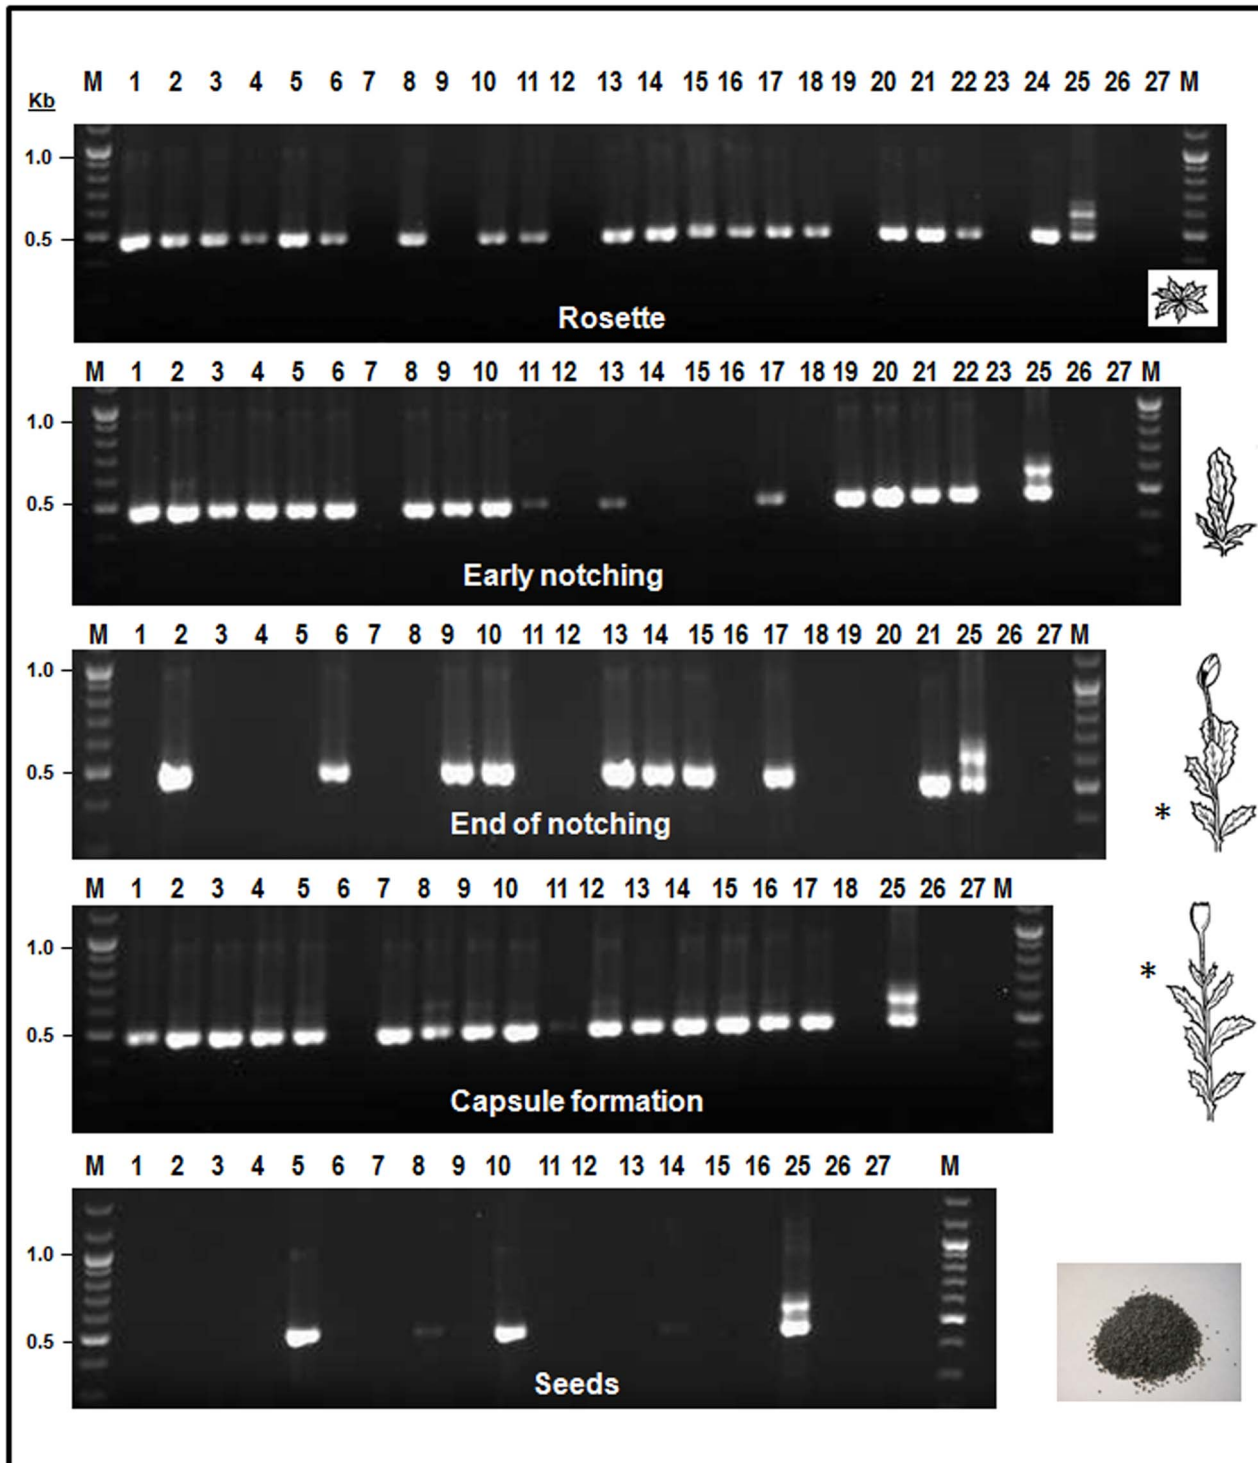 M 1 2 3 4 5 6 7 8 9 10 11 12 13 14 15 16 17 18 19 20 21 22 23 24 25 26 27 M
Kb
1.0
0.5
Rosette
M 1 2 3 4 5 6 7 8 9 10 11 12 13 14 15 16 17 18 19 20 21 22 23 25 26 27 M
1.0
0.5
Early notching
M 1 2 3 4 5 6 7 8 9 10 11 12 13 14 15 16 17 18 19 20 21 25 26 27 M
1.0
0.5
End of notching
*
M 1 2 3 4 5 6 7 8 9 10 11 12 13 14 15 16 17 18 25 26 27 M
1.0
*
0.5
Capsule formation
M 1 2 3 4 5 6 7 8 9 10 11 12 13 14 15 16 25 26 27 M
1.0
0.5
Seeds